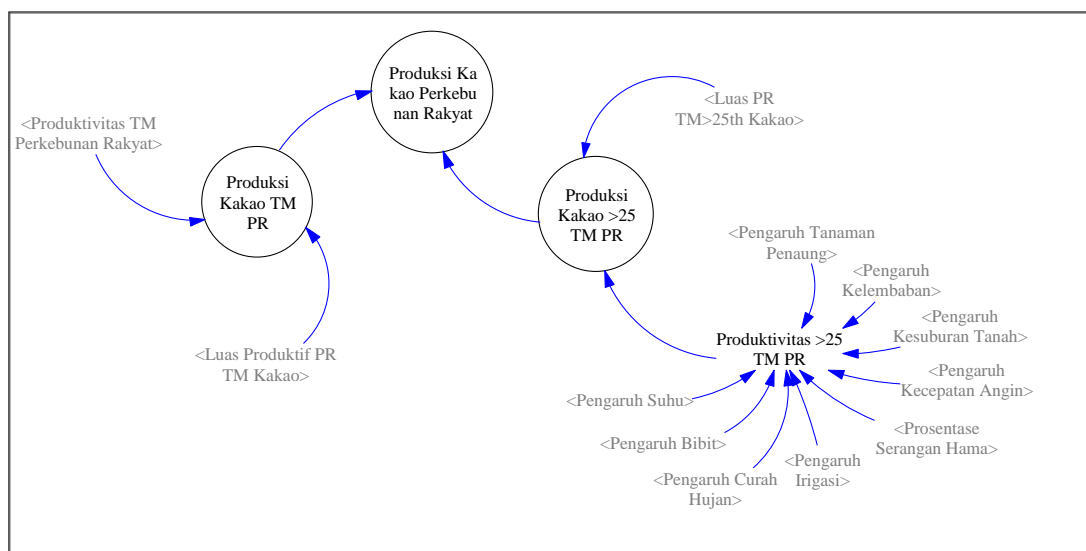 Produksi Ka
kao Perkebu
nan Rakyat
<Luas PR
TM>25th Kakao>
<Produktivitas TM
Perkebunan Rakyat>
Produksi
Kakao TM
PR
Produksi
Kakao >25
TM PR
<Pengaruh Tanaman
Penaung>
<Pengaruh
Kelembaban>
<Pengaruh
Kesuburan Tanah>
Produktivitas >25
TM PR
<Luas Produktif PR
TM Kakao>
<Pengaruh
Kecepatan Angin>
<Pengaruh Suhu>
<Prosentase
Serangan Hama>
<Pengaruh Bibit>
<Pengaruh
Irigasi>
<Pengaruh Curah
Hujan>